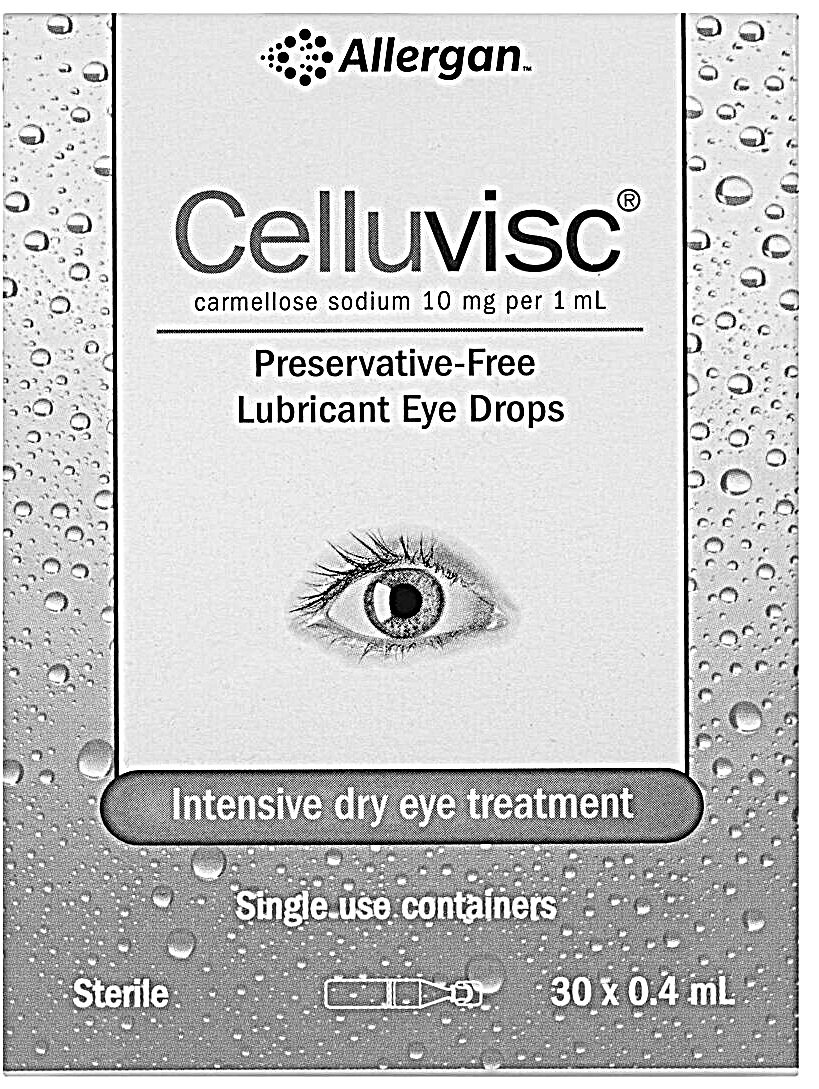 Allergan™
Celluvisc®
carmellose sodium 10 mg per 1 mL
Preservative-Free
Lubricant Eye Drops
Intensive dry eye treatment
Single use containers
Sterile
30 x 0.4 mL